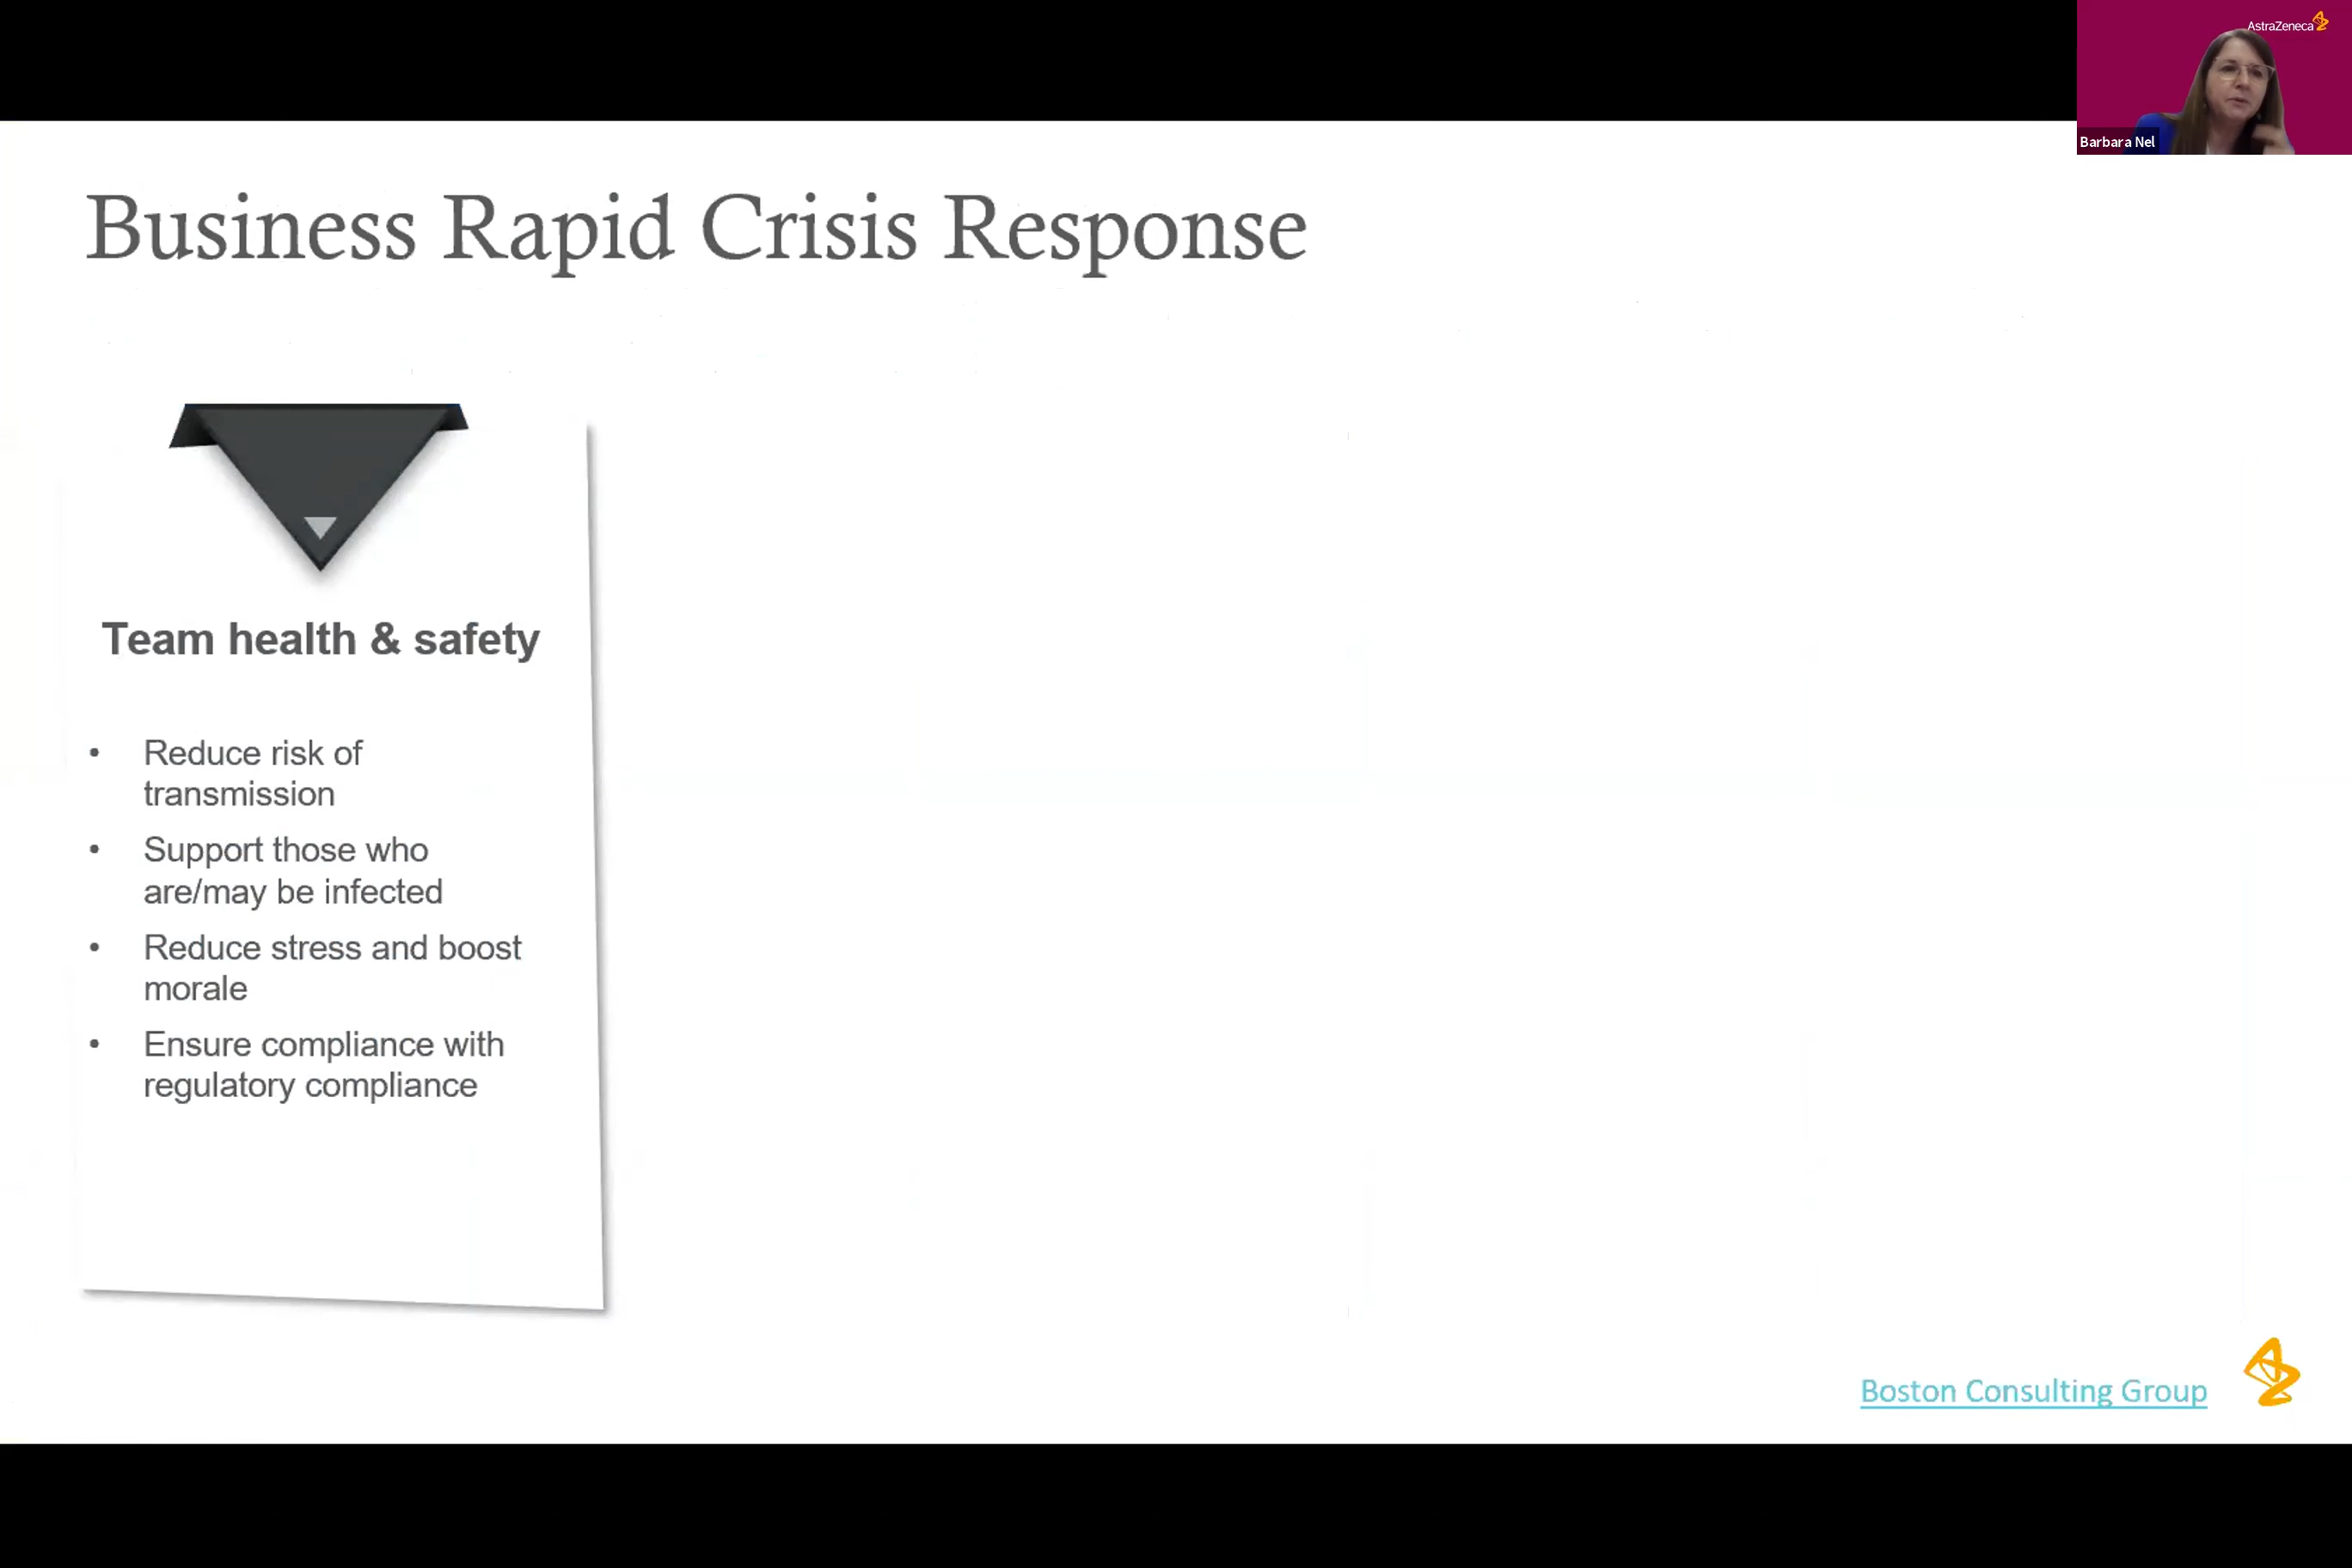 AstraZeneca
Barbara Nel
Business Rapid Crisis Response
Team health & safety
• Reduce risk of
transmission
• Support those who
are/may be infected
• Reduce stress and boost
morale
• Ensure compliance with
regulatory compliance
Boston Consulting Group